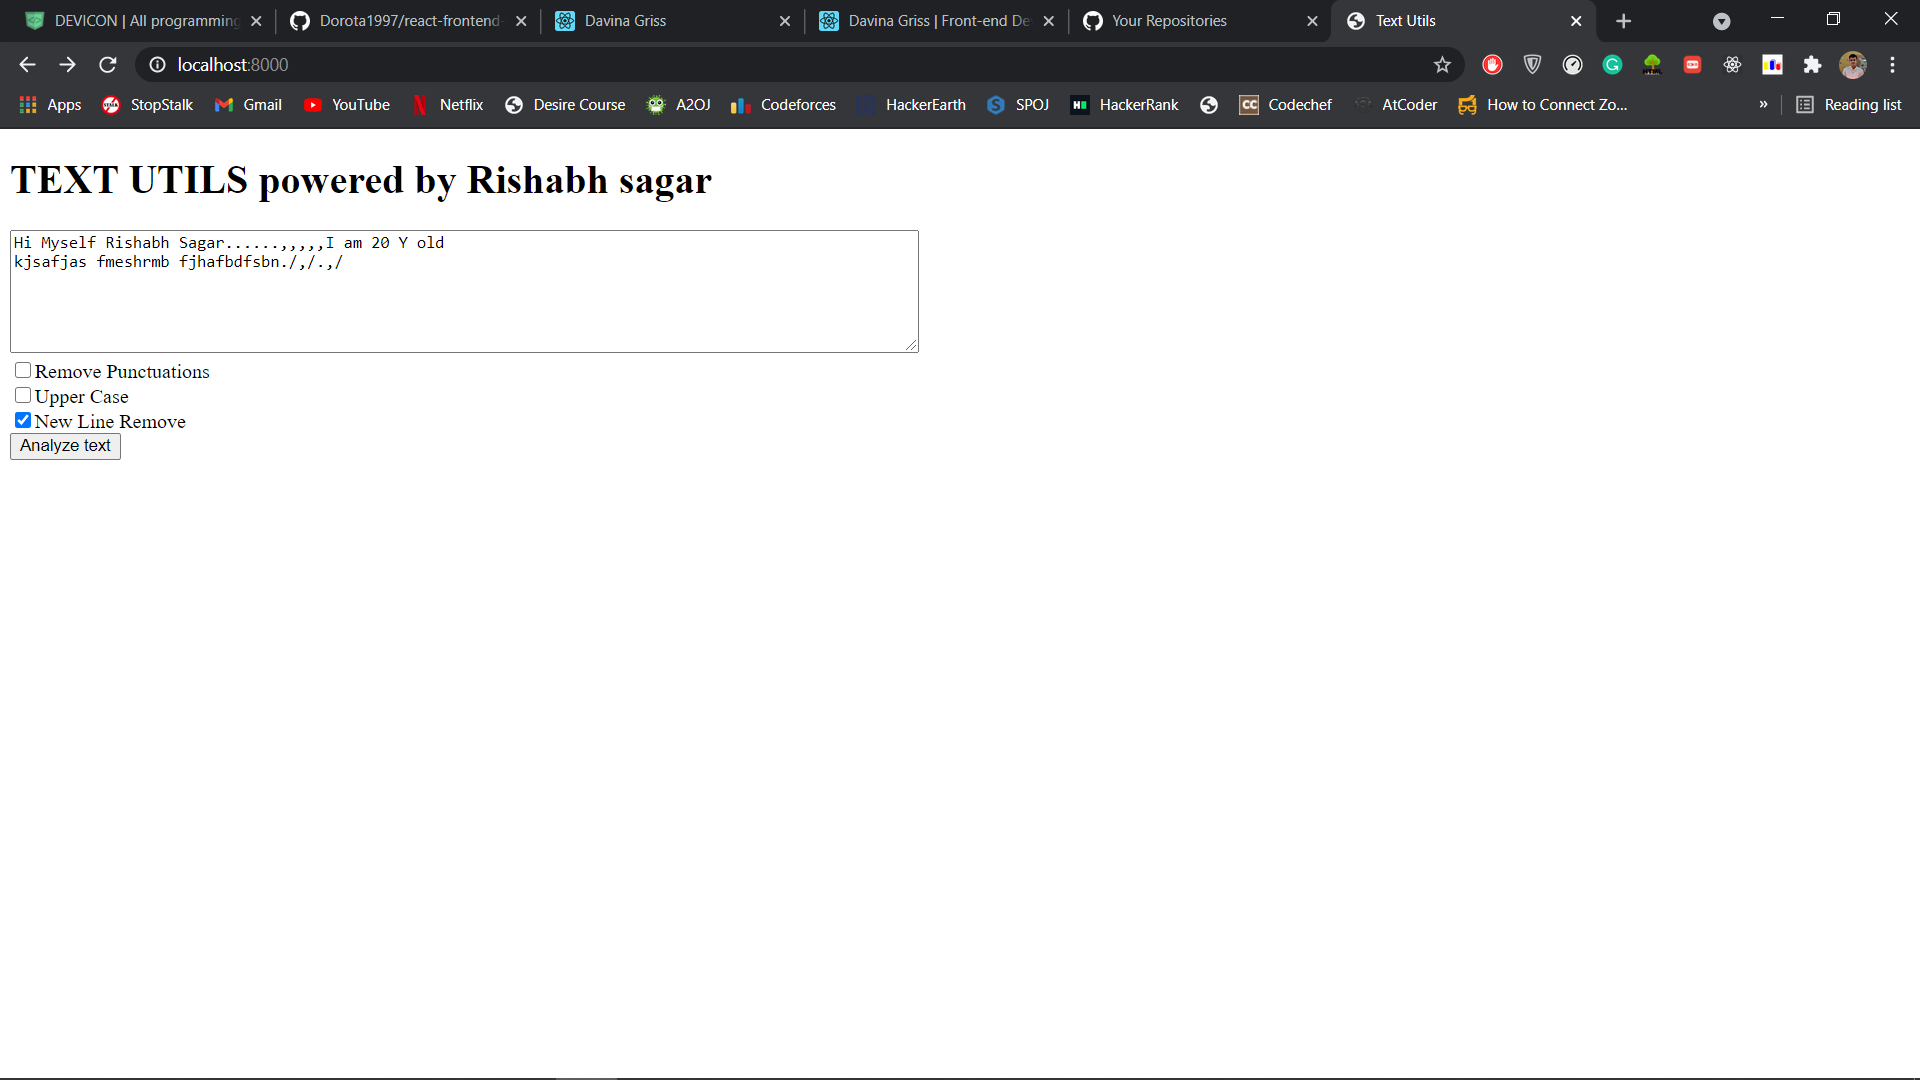 DEVICON | All programming
Dorota1997/react-frontend-
Davina Griss
Davina Griss | Front-end De
Your Repositories
Text Utils
localhost:8000
Apps
StopStalk
Gmail
YouTube
Netflix
Desire Course
A2OJ
Codeforces
HackerEarth
SPOJ
HackerRank
CC
Codechef
AtCoder
How to Connect Zo...
»
Reading list
TEXT UTILS powered by Rishabh sagar
Hi Myself Rishabh Sagar......,,,,,I am 20 Y old
kjsafjas fmeshrmb fjhafbdfsbn./,/.,/
Remove Punctuations
Upper Case
New Line Remove
Analyze text